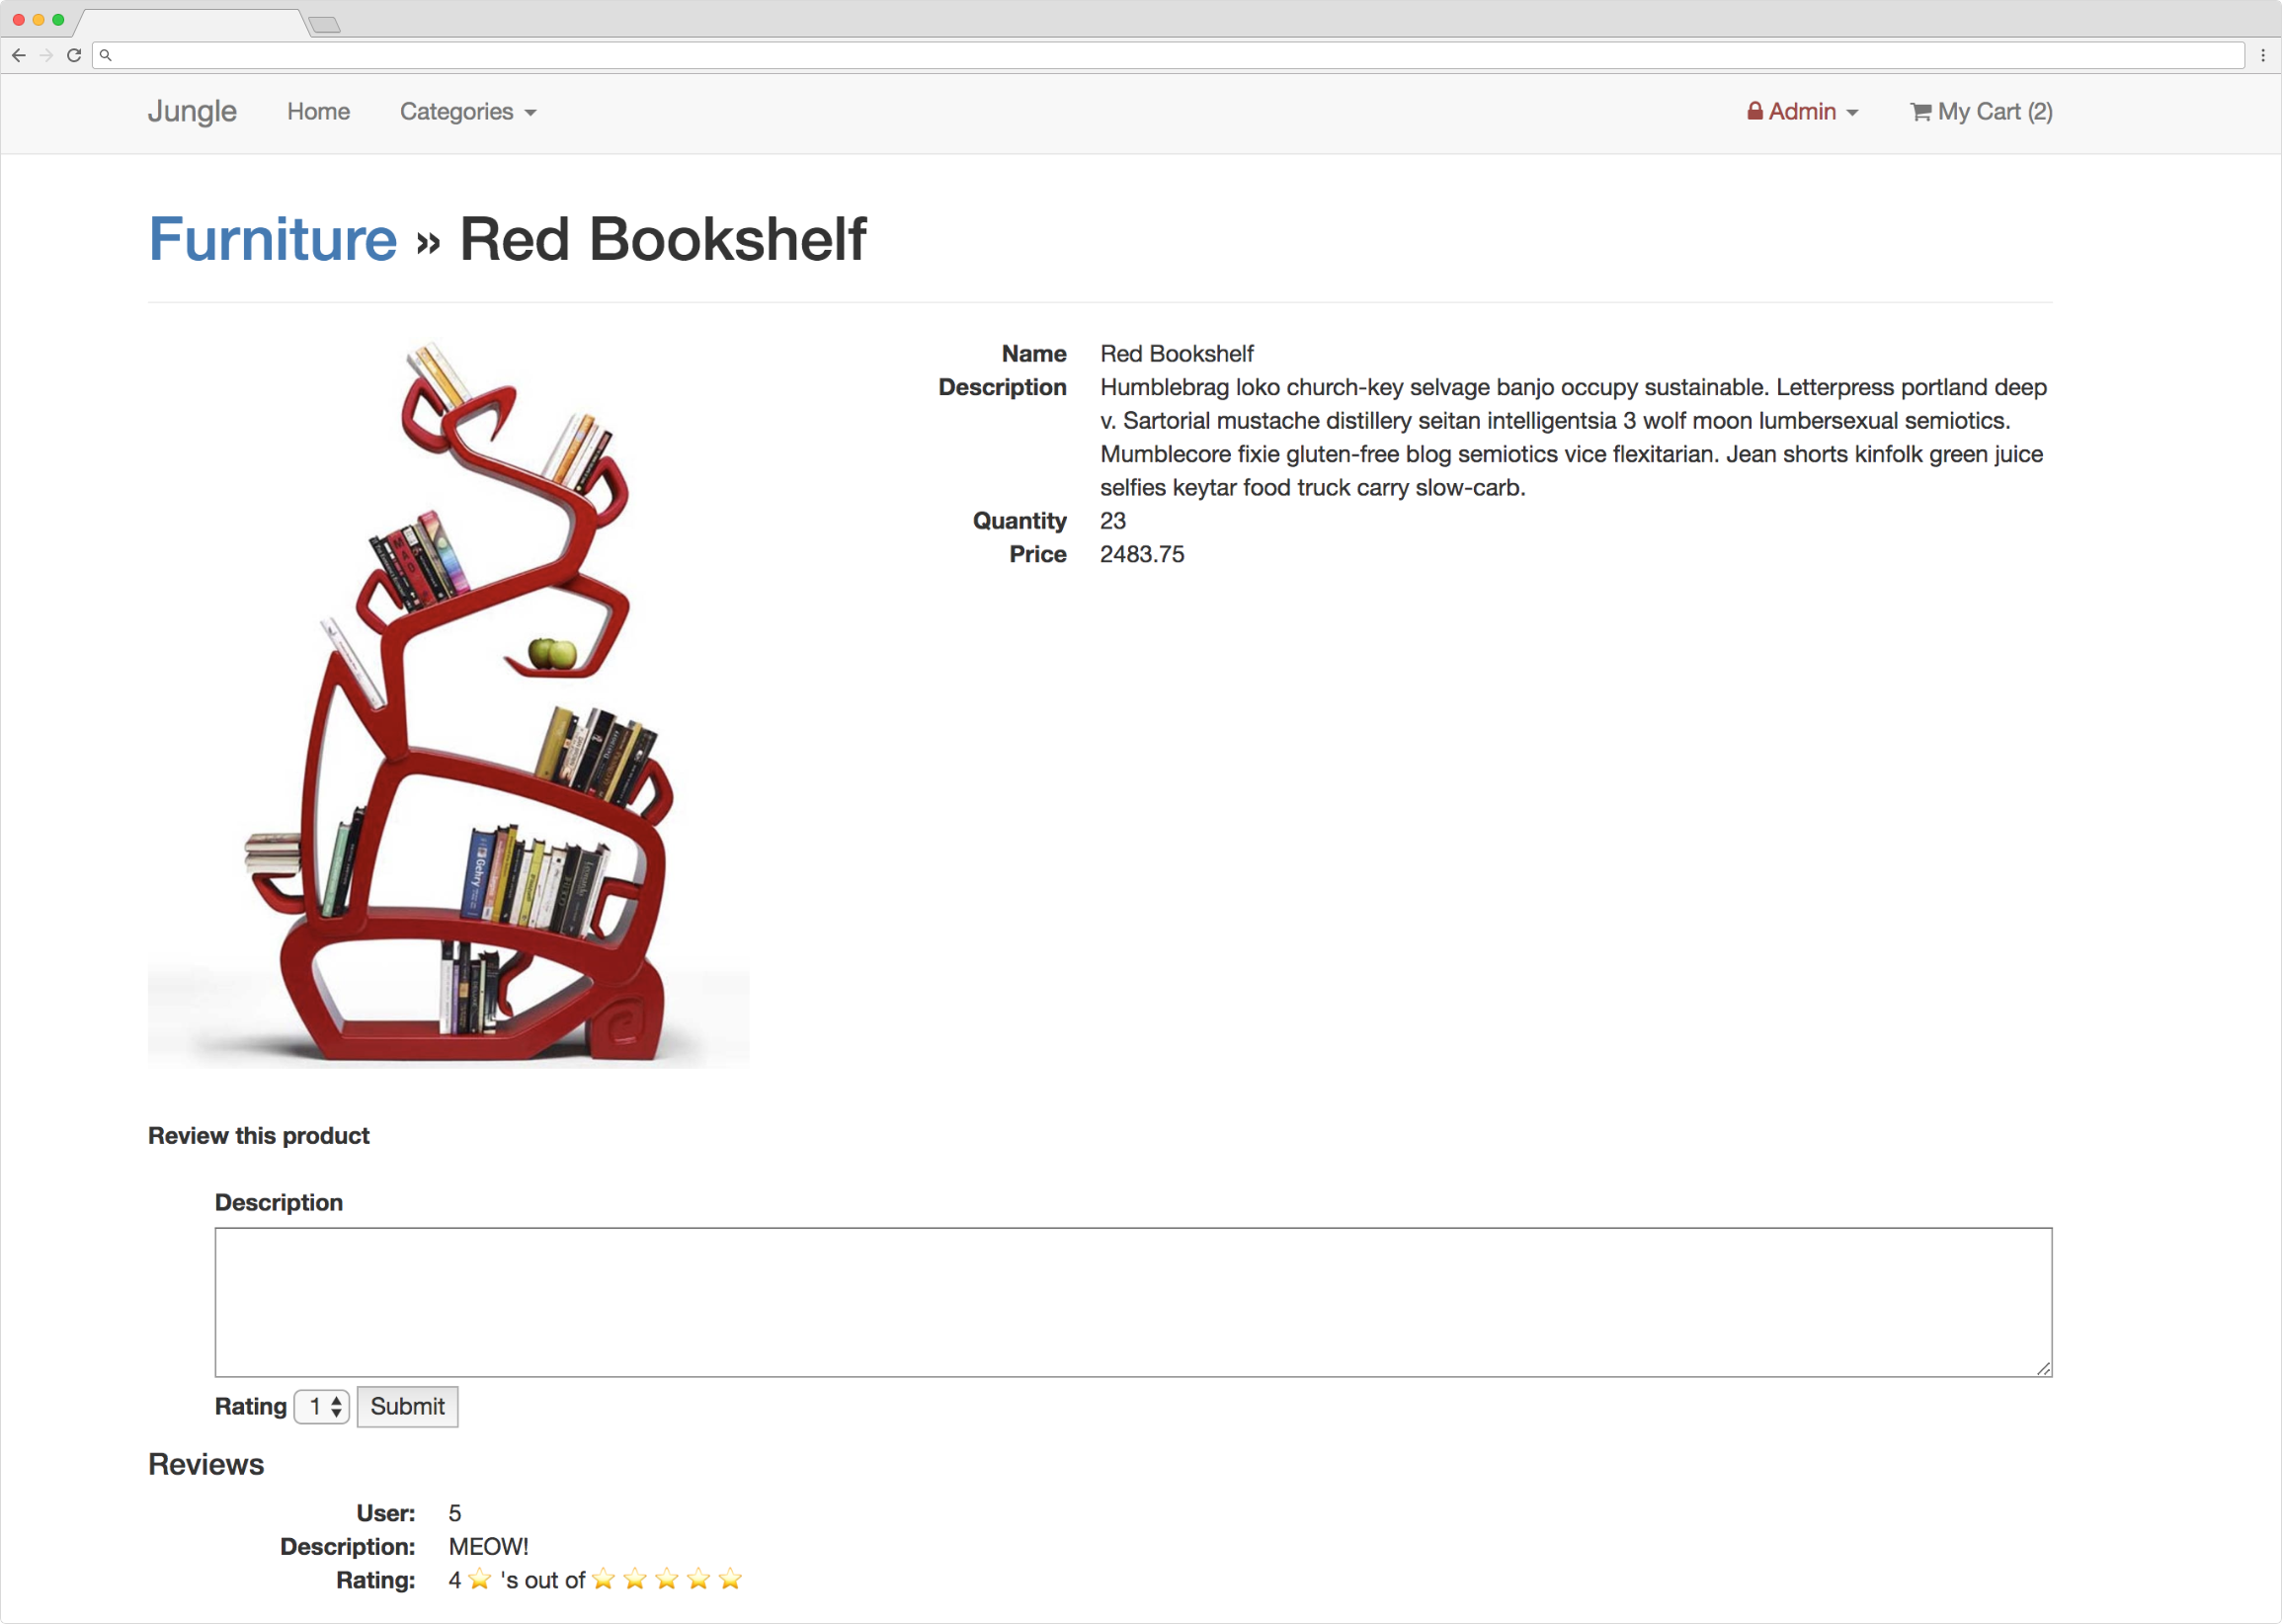 Jungle Home Categories Admin My Cart (2)
Furniture » Red Bookshelf
Name Red Bookshelf
Description Humblebrag loko church-key selvage banjo occupy sustainable. Letterpress portland deep
v. Sartorial mustache distillery seitan intelligentsia 3 wolf moon lumbersexual semiotics.
Mumblecore fixie gluten-free blog semiotics vice flexitarian. Jean shorts kinfolk green juice
selfies keytar food truck carry slow-carb.
Quantity 23
Price 2483.75
MAD
Gehry
Review this product
Description
Rating 1 Submit
Reviews
User: 5
Description: MEOW!
Rating: 4 ⭐ 's out of ⭐ ⭐ ⭐ ⭐ ⭐